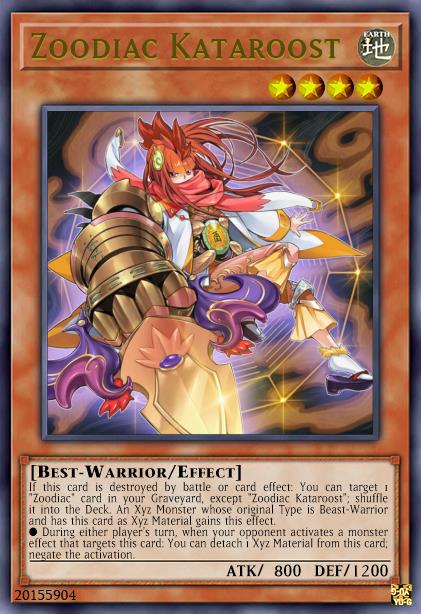 Zoodiac Kataroost
EARTH
地
[Best-Warrior/Effect]
If this card is destroyed by battle or card effect: You can target 1
"Zoodiac" card in your Graveyard, except "Zoodiac Kataroost"; shuffle
it into the Deck. An Xyz Monster whose original Type is Beast-Warrior
and has this card as Xyz Material gains this effect.
● During either player's turn, when your opponent activates a monster
effect that targets this card: You can detach 1 Xyz Material from this card;
negate the activation.
ATK/ 800 DEF/1200
20155904